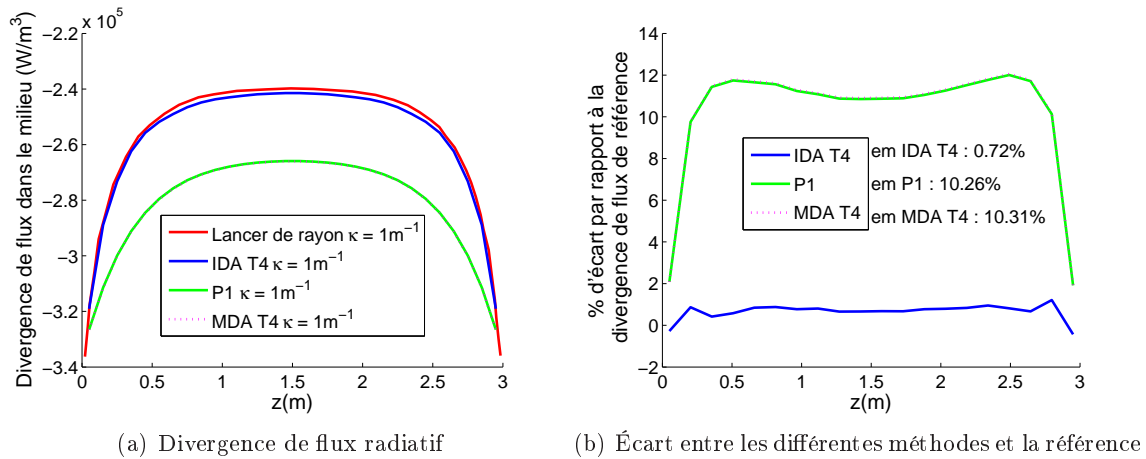 x 10⁵
−2.2
−2.4
−2.6
−2.8
−3
−3.2
−3.4
0
0.5
1
1.5
2
2.5
3
z(m)
Divergence de flux dans le milieu (W/m³)
Lancer de rayon κ = 1m⁻¹
IDA T4 κ = 1m⁻¹
P1 κ = 1m⁻¹
MDA T4 κ = 1m⁻¹
(a) Divergence de flux radiatif
14
12
10
8
6
4
2
0
−2
0
0.5
1
1.5
2
2.5
3
z(m)
% d'écart par rapport à la
divergence de flux de référence
IDA T4
P1
MDA T4
em IDA T4 : 0.72%
em P1 : 10.26%
em MDA T4 : 10.31%
(b) Écart entre les différentes méthodes et la référence